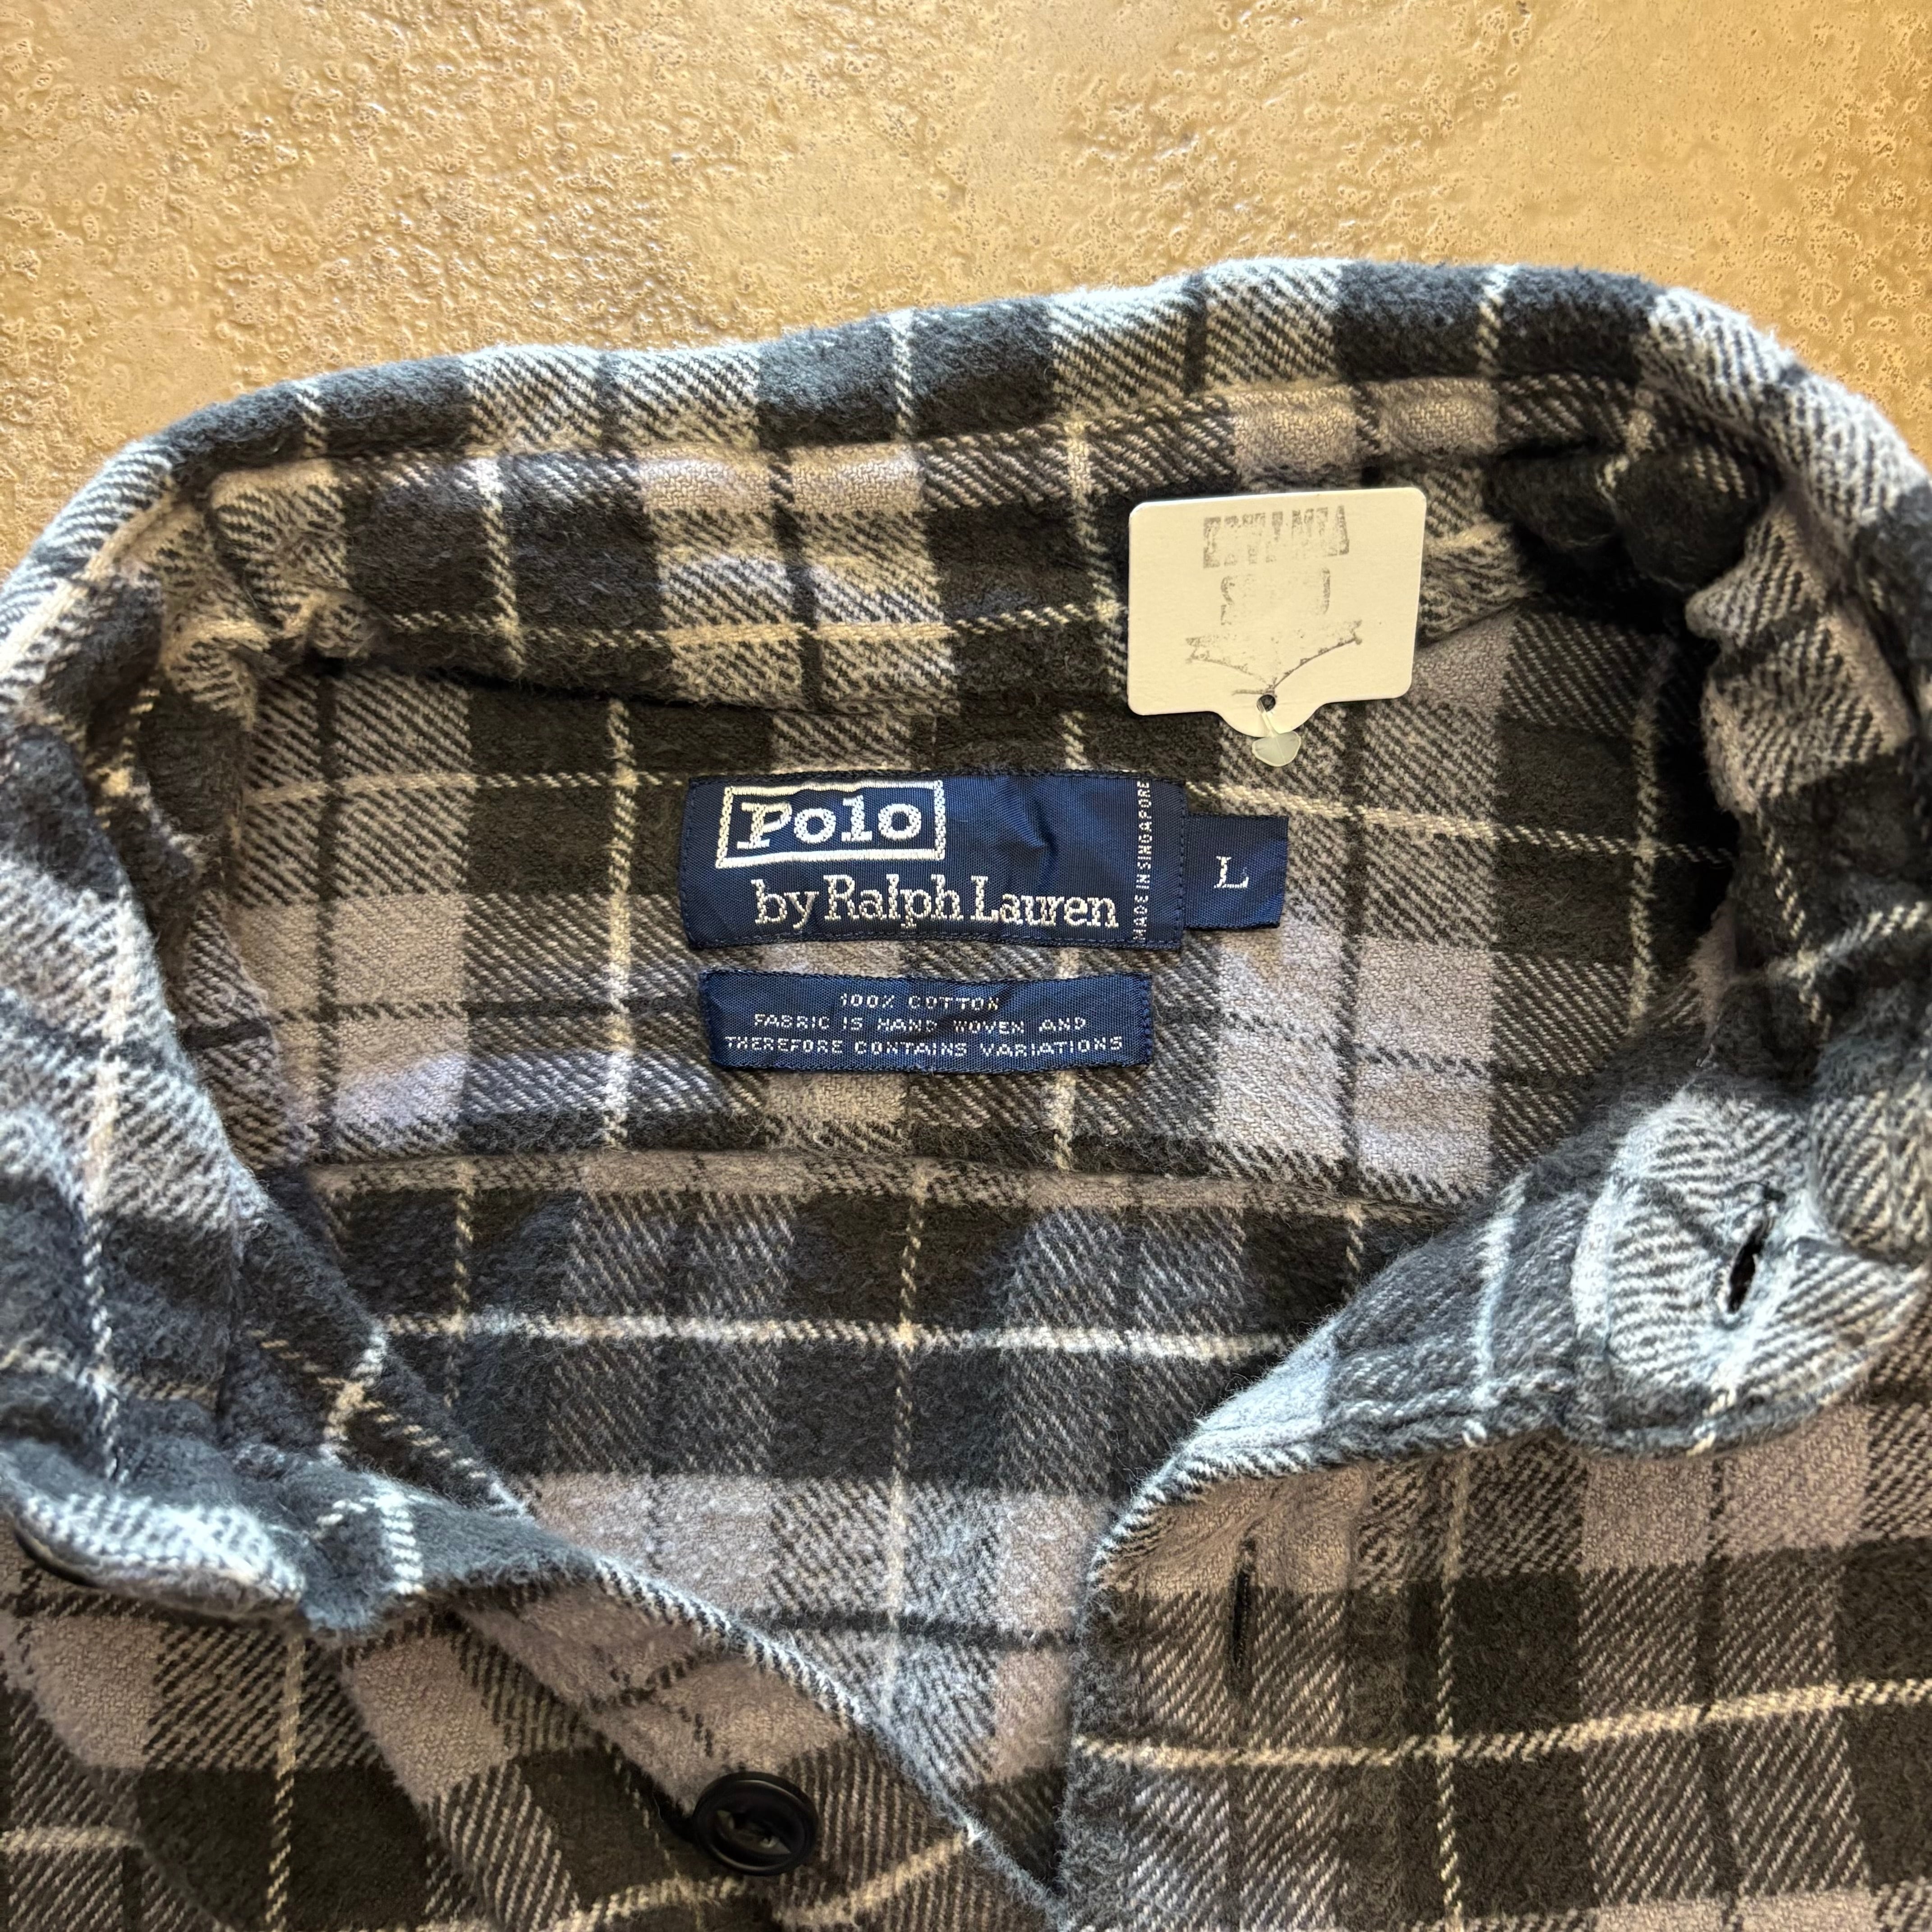 Polo
by Ralph Lauren
MADE IN SINGAPORE
L
100% COTTON
FABRIC IS HAND WOVEN AND
THEREFORE CONTAINS VARIATIONS